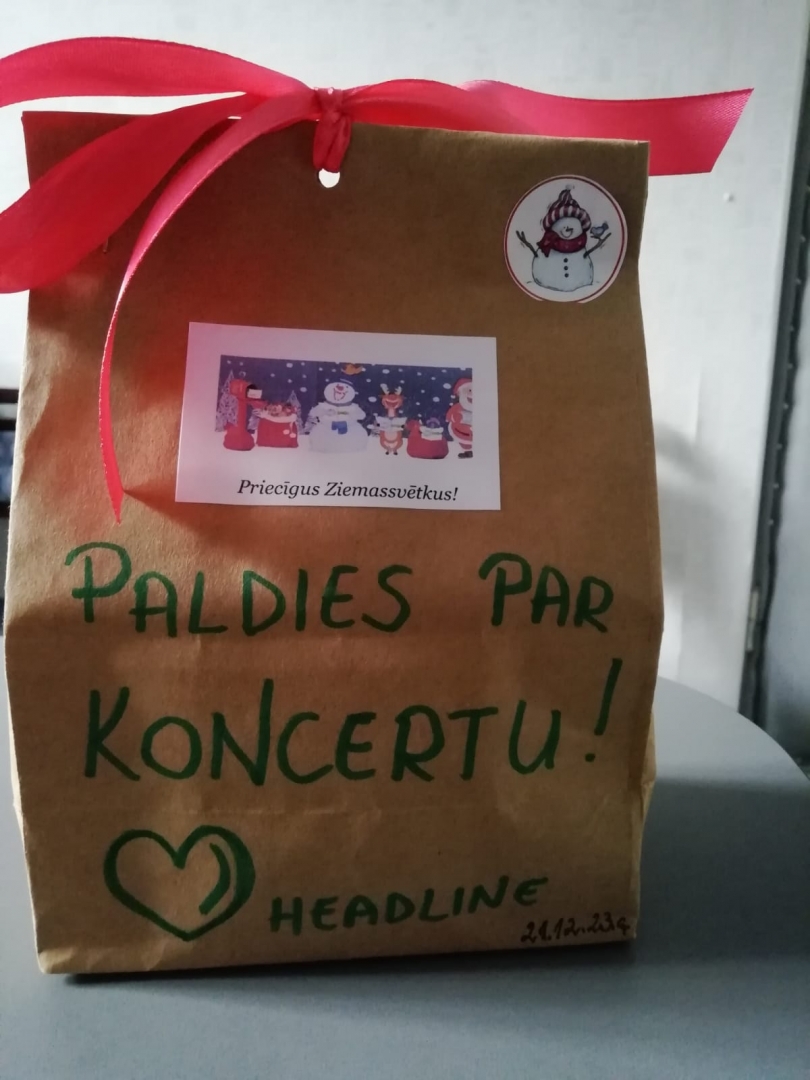 Priecīgus Ziemassvētkus!
PALDIES PAR
KONCERTU!
HEADLINE
21.12.23.g.